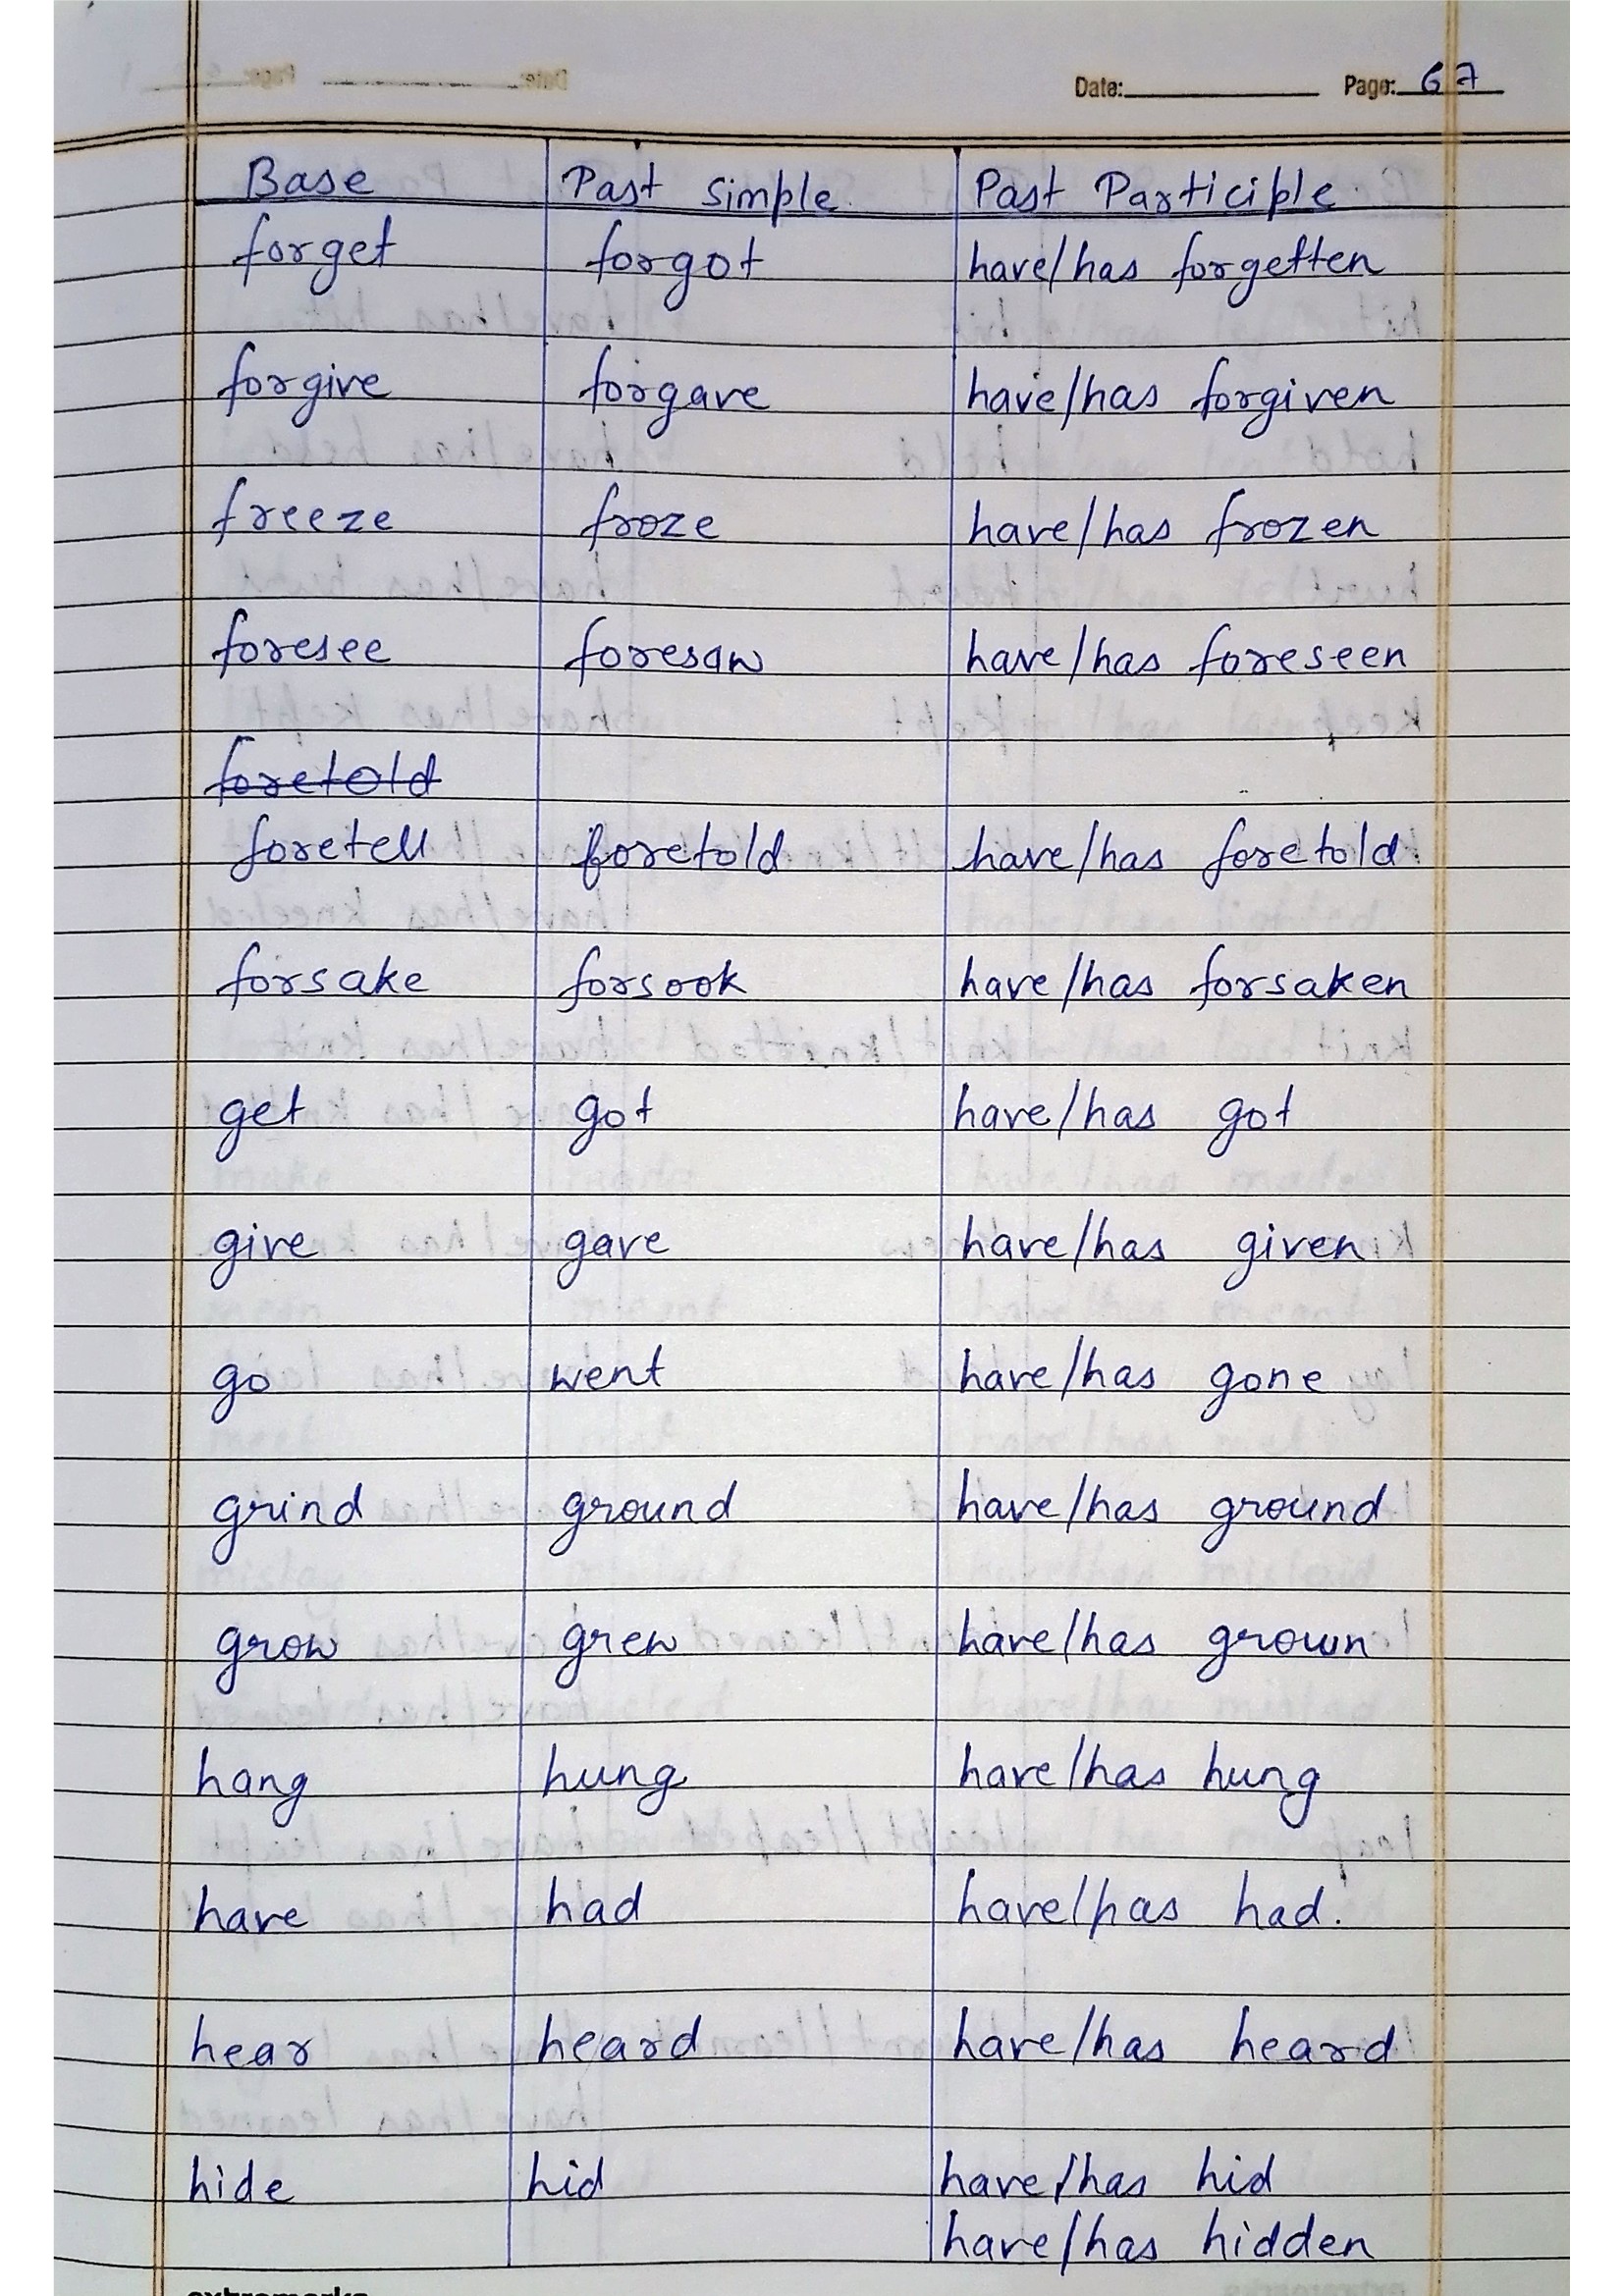 Date: Page: 67
Base Past Simple Past Participle
forget forgot have/has forgetten
forgive forgave have/has forgiven
freeze froze have/has frozen
foresee foresaw have/has foreseen
foretold
foretell foretold have/has foretold
forsake forsook have/has forsaken
get got have/has got
give gave have/has given
go went have/has gone
grind ground have/has ground
grow grew have/has grown
hang hung have/has hung
have had have/has had.
hear heard have/has heard
hide hid have/has hid
have/has hidden
extramarks